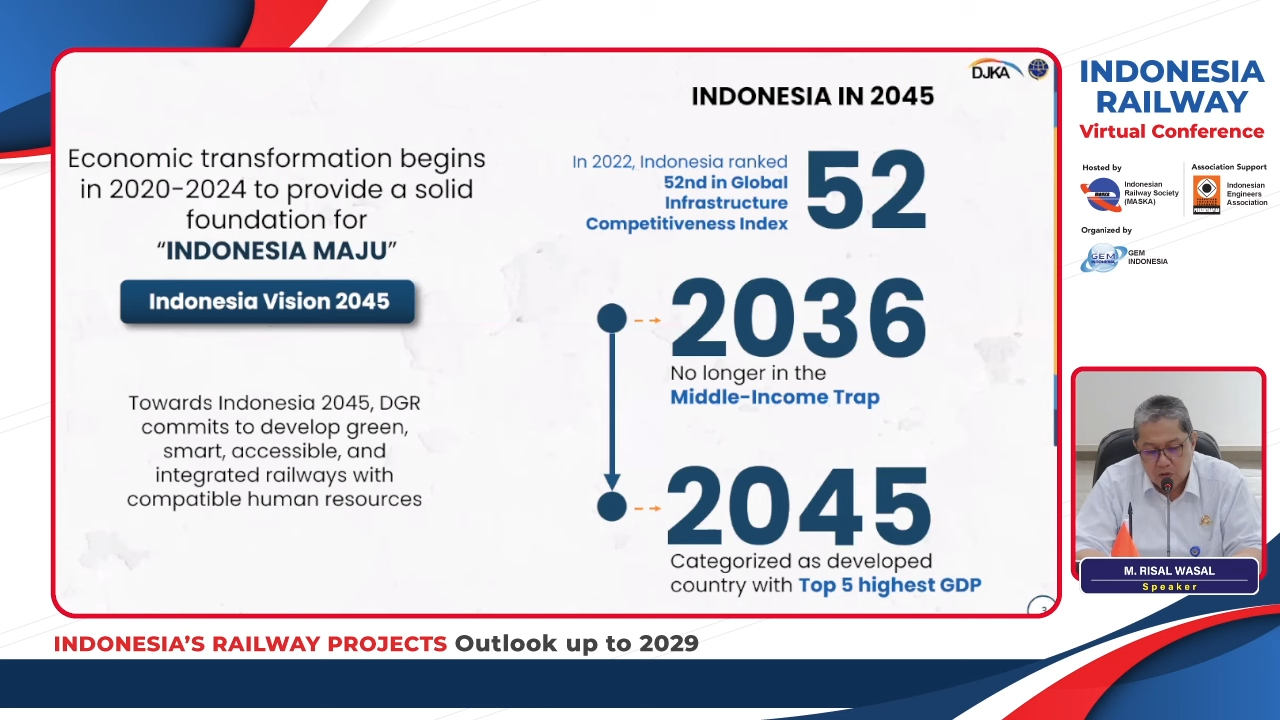 DJKA
INDONESIA IN 2045
Economic transformation begins
in 2020-2024 to provide a solid
foundation for
“INDONESIA MAJU”
Indonesia Vision 2045
Towards Indonesia 2045, DGR
commits to develop green,
smart, accessible, and
integrated railways with
compatible human resources
In 2022, Indonesia ranked
52nd in Global
Infrastructure
Competitiveness Index
52
2036
No longer in the
Middle-Income Trap
2045
Categorized as developed
country with Top 5 highest GDP
3
INDONESIA
RAILWAY
Virtual Conference
Hosted by
Indonesian
Railway Society
(MASKA)
Association Support
Indonesian
Engineers
Association
Organized by
GEM
INDONESIA
GEM
INDONESIA
M. RISAL WASAL
Speaker
INDONESIA’S RAILWAY PROJECTS Outlook up to 2029